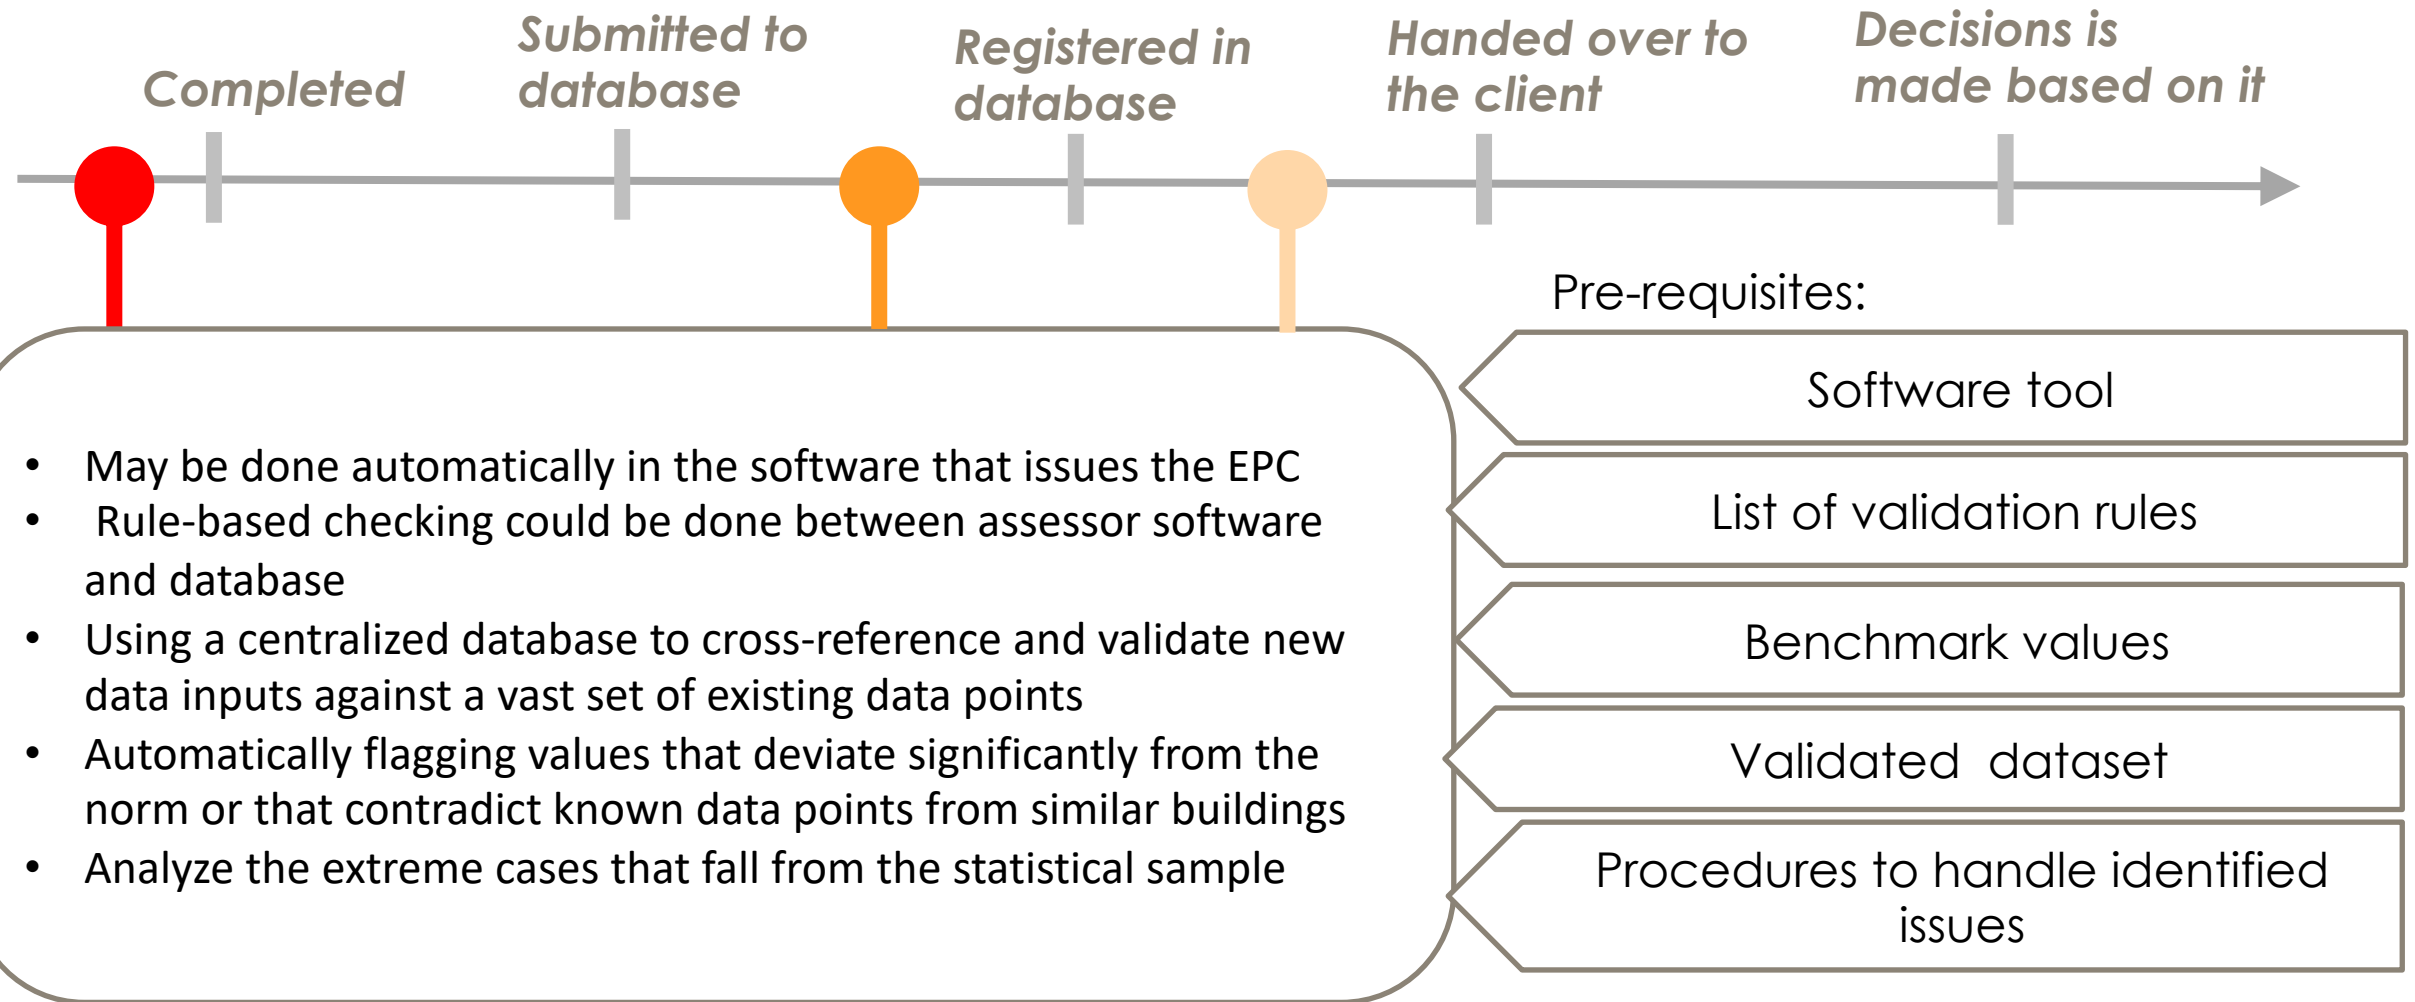 Completed
Submitted to
database
Registered in
database
Handed over to
the client
Decisions is
made based on it
• May be done automatically in the software that issues the EPC
• Rule-based checking could be done between assessor software
and database
• Using a centralized database to cross-reference and validate new
data inputs against a vast set of existing data points
• Automatically flagging values that deviate significantly from the
norm or that contradict known data points from similar buildings
• Analyze the extreme cases that fall from the statistical sample
Pre-requisites:
Software tool
List of validation rules
Benchmark values
Validated dataset
Procedures to handle identified
issues